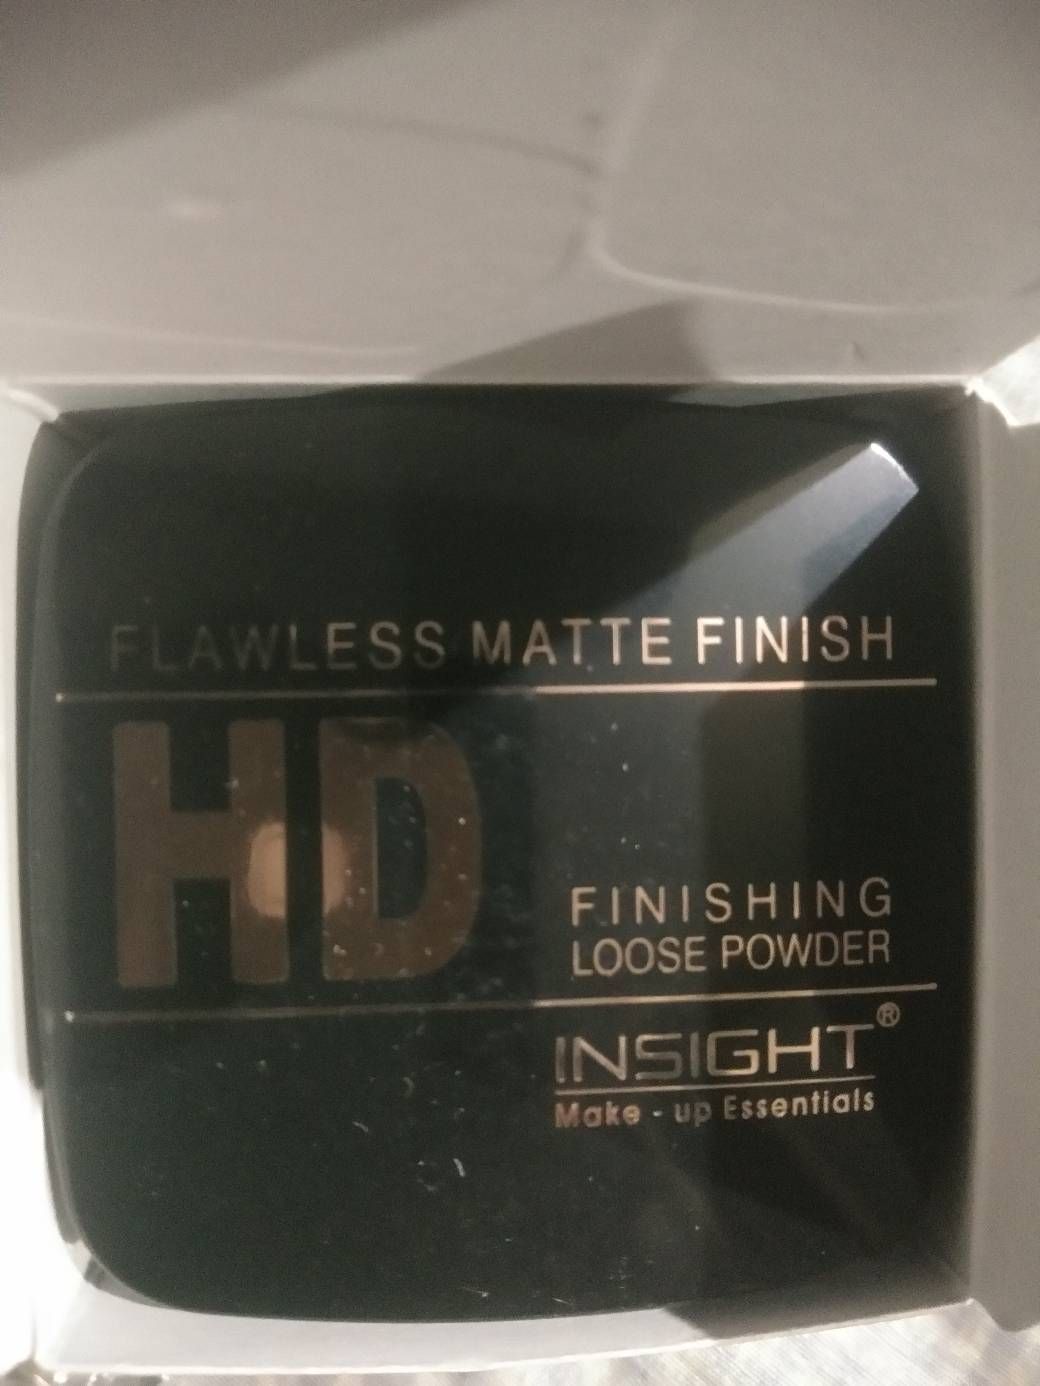 FLAWLESS MATTE FINISH
HD
FINISHING
LOOSE POWDER
INSIGHT®
Make - up Essentials